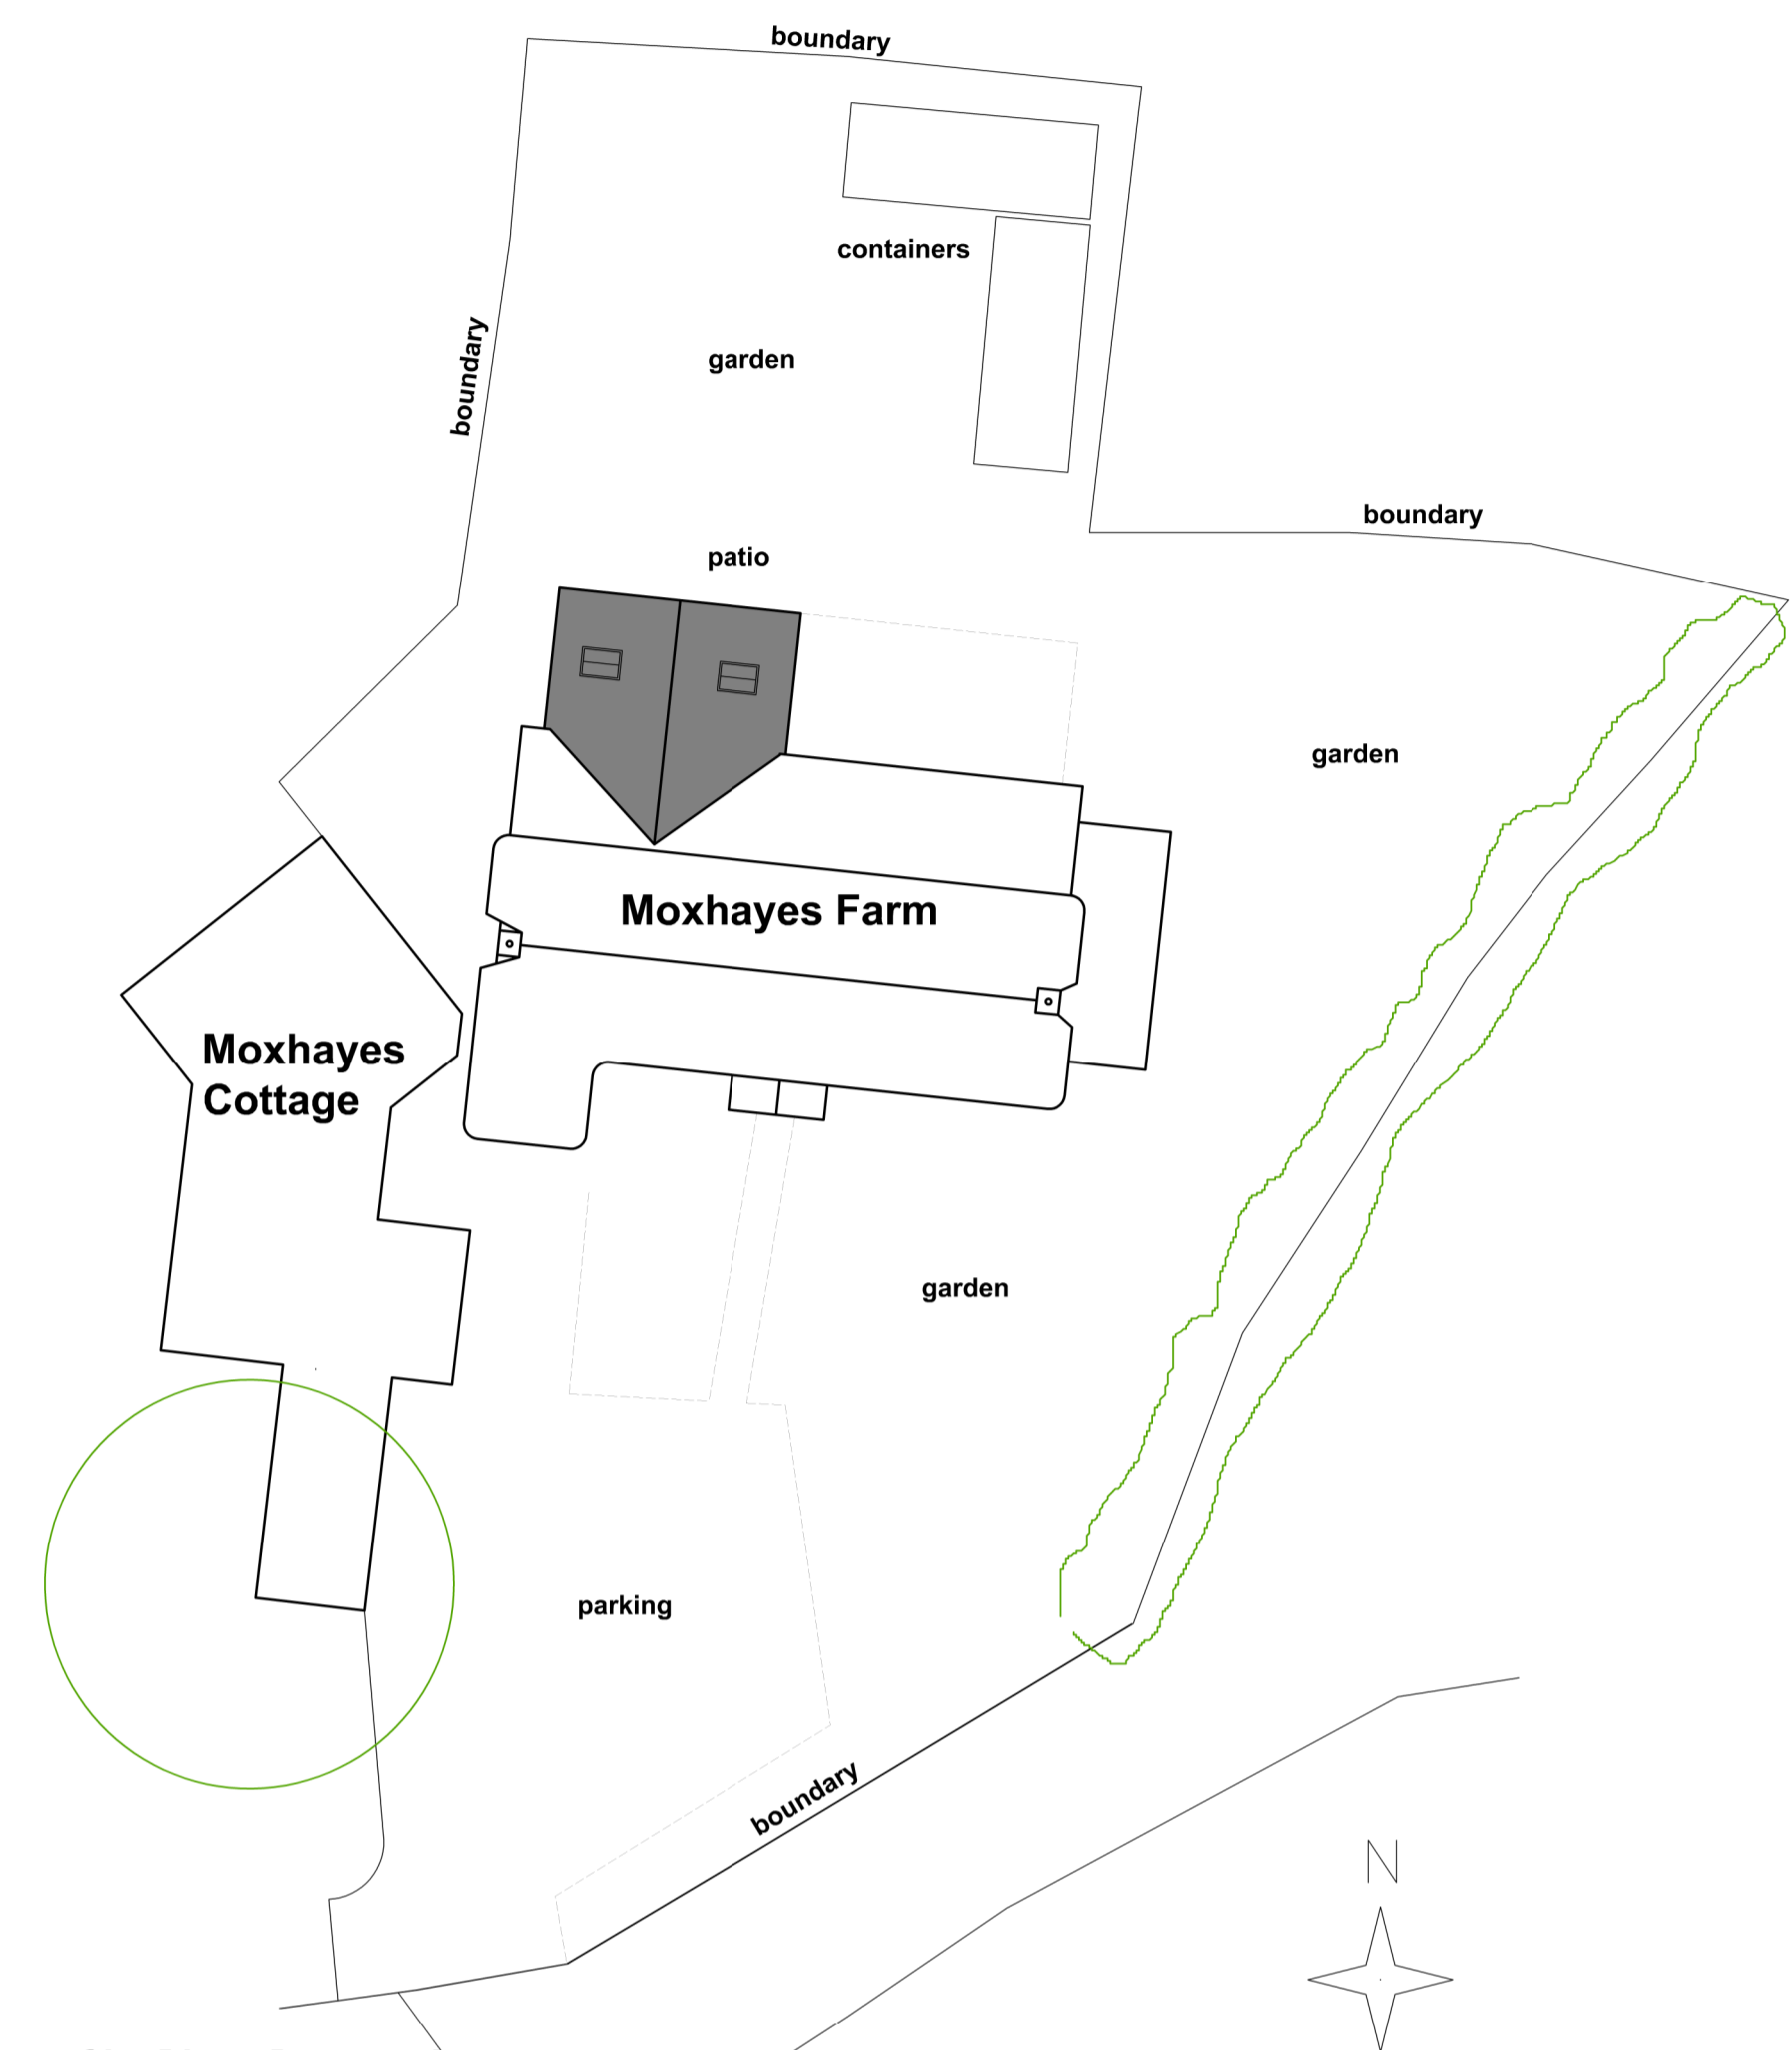 boundary
containers
boundary
garden
boundary
patio
garden
Moxhayes Farm
Moxhayes
Cottage
garden
parking
boundary
N